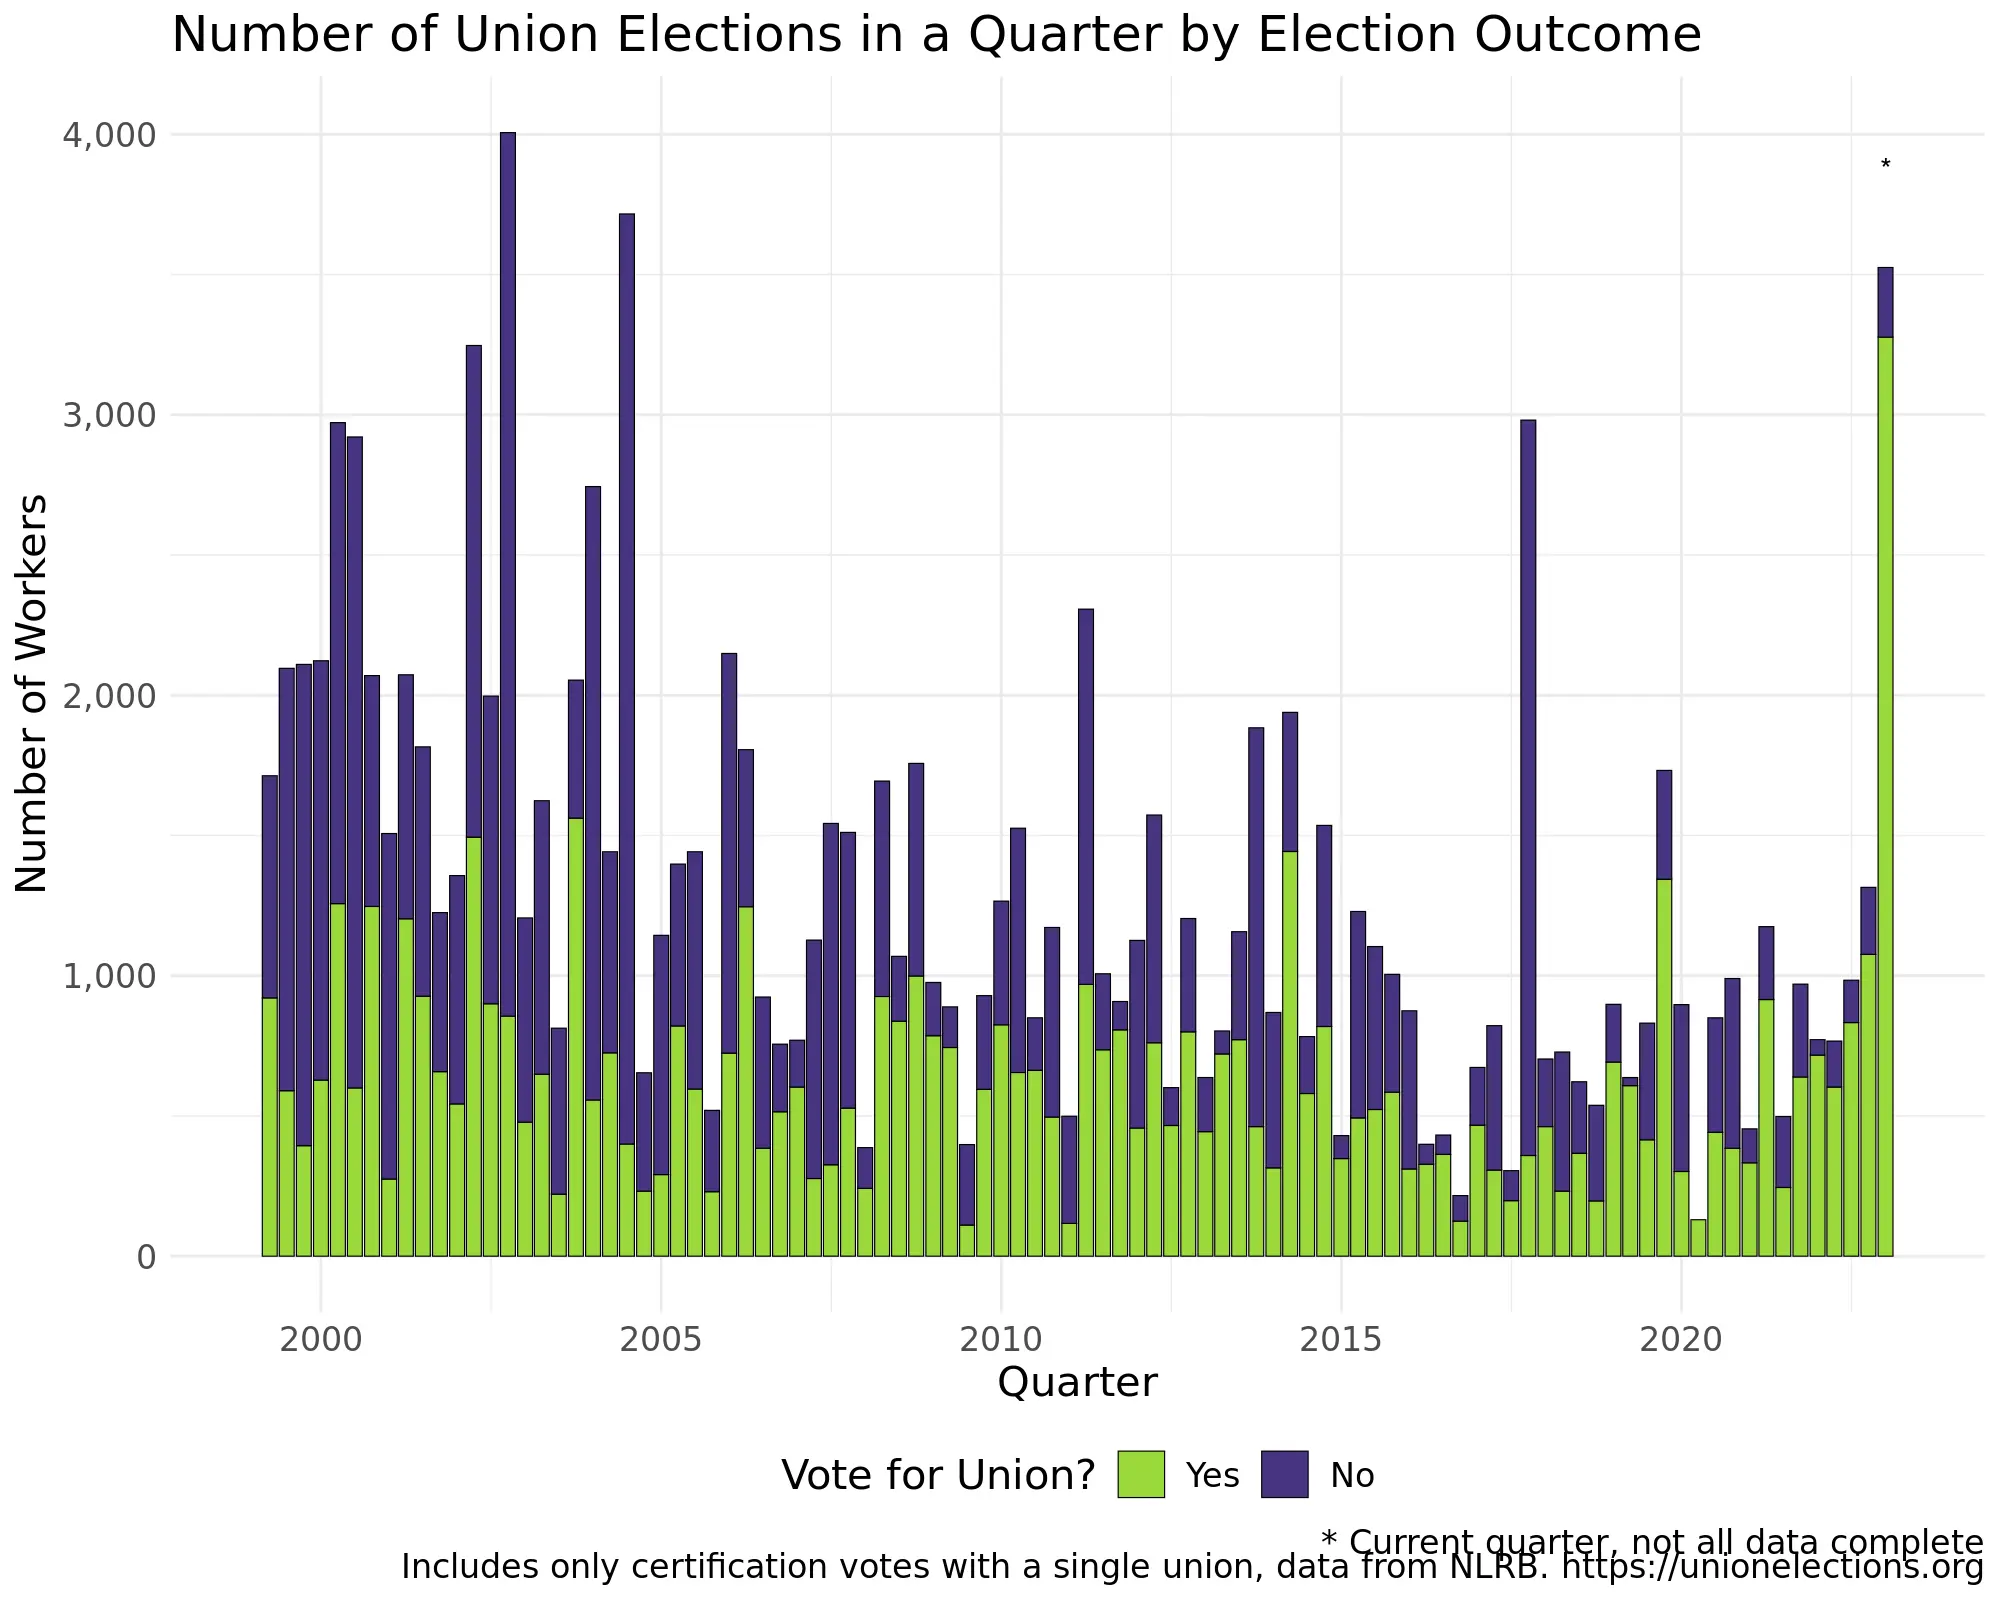 Number of Union Elections in a Quarter by Election Outcome
4,000
*
3,000
2,000
1,000
0
Number of Workers
2000 2005 2010 2015 2020
Quarter
Vote for Union? Yes No
* Current quarter, not all data complete
Includes only certification votes with a single union, data from NLRB. https://unionelections.org